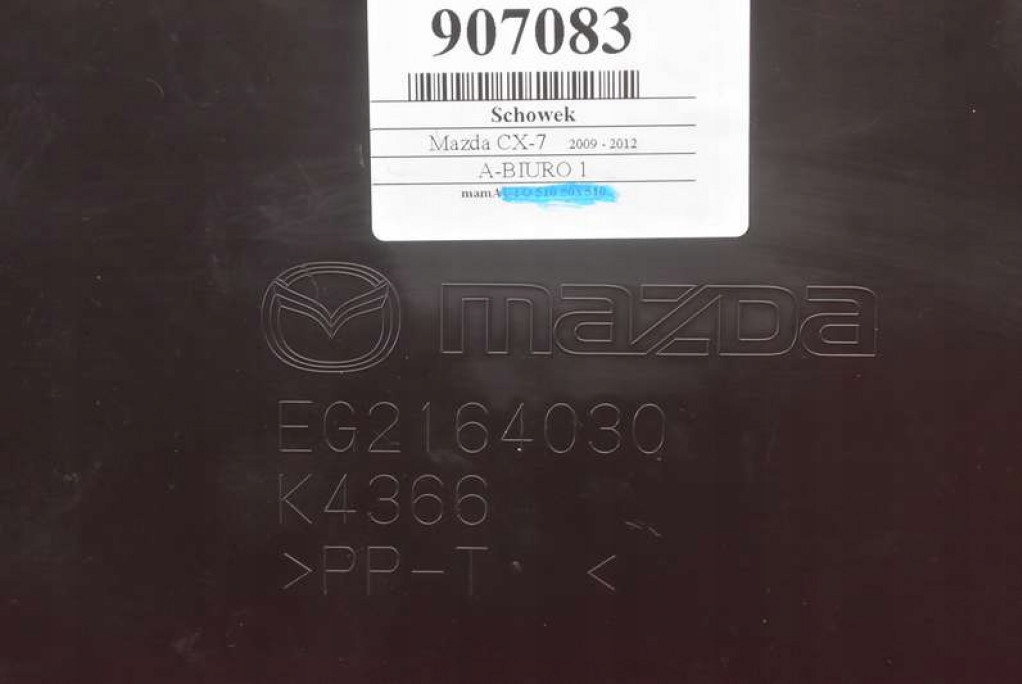 907083
Schowek
Mazda CX-7 2009 - 2012
A-BIURO 1
mazda
EG2164030
K4366
>PP-T <